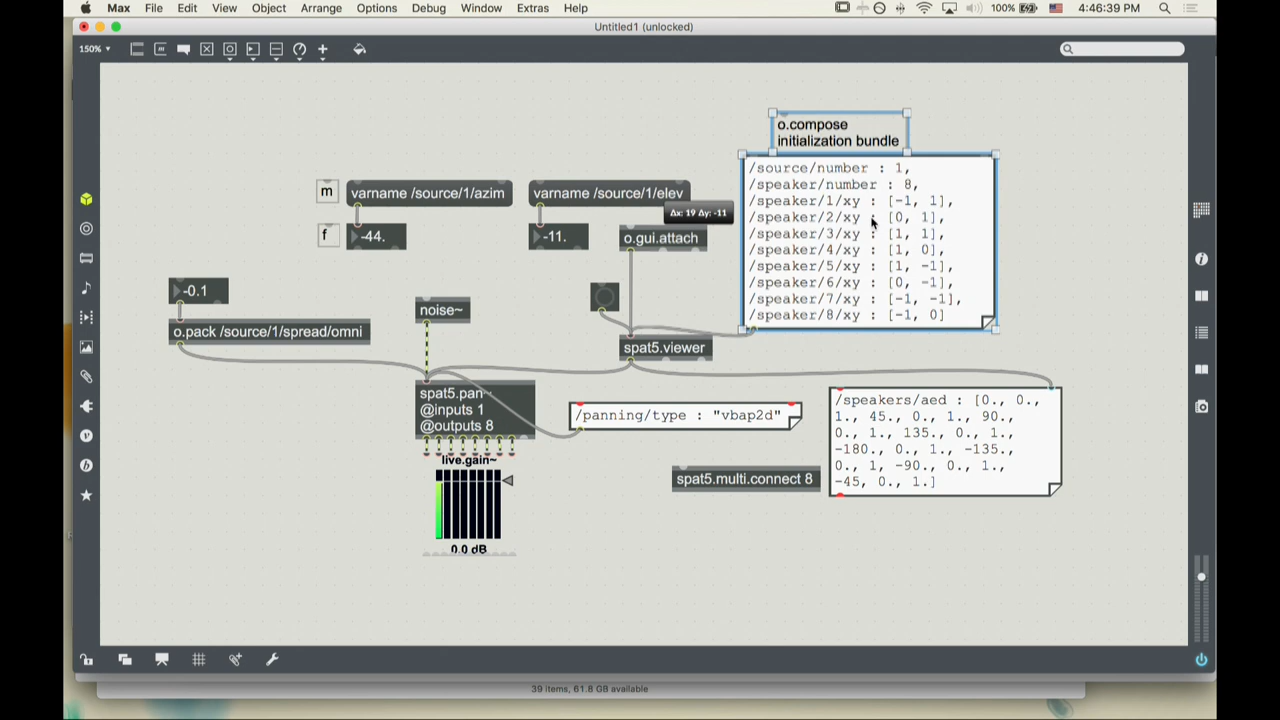 Max File Edit View Object Arrange Options Debug Window Extras Help
100% 4:46:39 PM
Untitled1 (unlocked)
150%
o.compose
initialization bundle
/source/number : 1,
/speaker/number : 8,
/speaker/1/xy : [-1, 1],
/speaker/2/xy : [0, 1],
/speaker/3/xy : [1, 1],
/speaker/4/xy : [1, 0],
/speaker/5/xy : [1, -1],
/speaker/6/xy : [0, -1],
/speaker/7/xy : [-1, -1],
/speaker/8/xy : [-1, 0]
m
varname /source/1/azim
varname /source/1/elev
Δx: 19 Δy: -11
f
-44.
-11.
o.gui.attach
-0.1
noise~
o.pack /source/1/spread/omni
spat5.viewer
spat5.pan~
@inputs 1
@outputs 8
/panning/type : "vbap2d"
/speakers/aed : [0., 0.,
1., 45., 0., 1., 90.,
0., 1., 135., 0., 1.,
-180., 0., 1., -135.,
0., 1, -90., 0., 1.,
-45, 0., 1.]
live.gain~
spat5.multi.connect 8
0.0 dB
39 items, 61.8 GB available